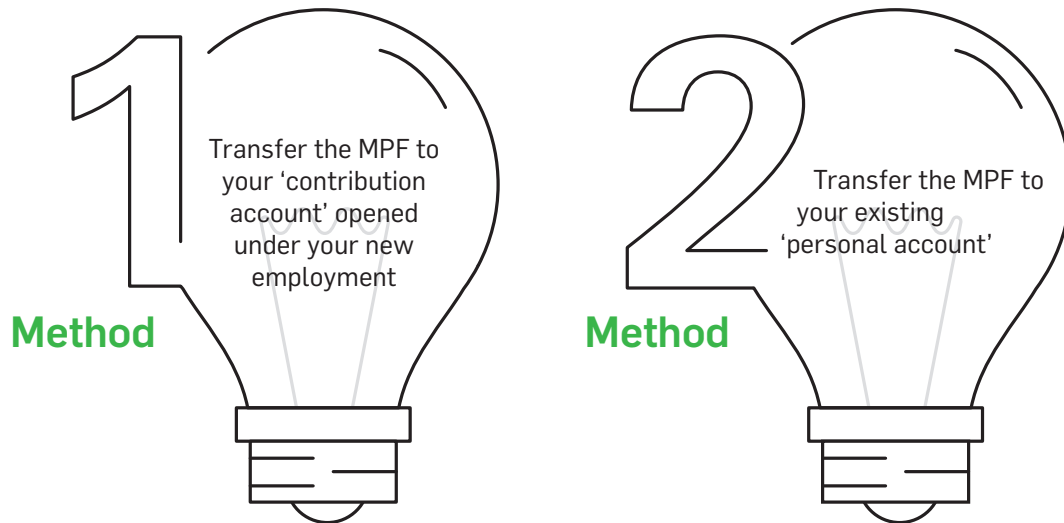 1
Transfer the MPF to
your ‘contribution
account’ opened
under your new
employment
Method
2
Transfer the MPF to
your existing
‘personal account’
Method